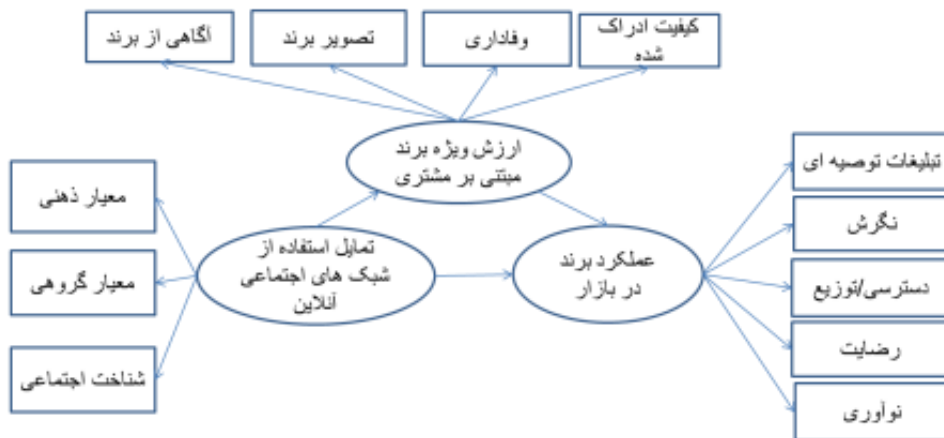 آگاهی از برند
تصویر برند
وفاداری
کیفیت ادراک
شده
ارزش ویژه برند
مبتنی بر مشتری
تبلیغات توصیه ای
نگرش
دسترسی/توزیع
رضایت
نوآوری
معیار ذهنی
معیار گروهی
شناخت اجتماعی
تمایل استفاده از
شبک های اجتماعی
آنلاین
عملکرد برند
در بازار